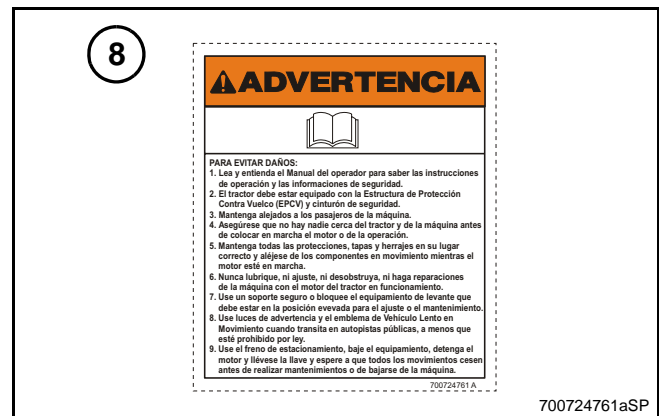 8
ADVERTENCIA
PARA EVITAR DAÑOS:
1. Lea y entienda el Manual del operador para saber las instrucciones
de operación y las informaciones de seguridad.
2. El tractor debe estar equipado con la Estructura de Protección
Contra Vuelco (EPCV) y cinturón de seguridad.
3. Mantenga alejados a los pasajeros de la máquina.
4. Asegúrese que no hay nadie cerca del tractor y de la máquina antes
de colocar en marcha el motor o de la operación.
5. Mantenga todas las protecciones, tapas y herrajes en su lugar
correcto y aléjese de los componentes en movimiento mientras el
motor esté en marcha.
6. Nunca lubrique, ni ajuste, ni desobstruya, ni haga reparaciones
de la máquina con el motor del tractor en funcionamiento.
7. Use un soporte seguro o bloquee el equipamiento de levante que
debe estar en la posición evevada para el ajuste o el mantenimiento.
8. Use luces de advertencia y el emblema de Vehículo Lento en
Movimiento cuando transita en autopistas públicas, a menos que
esté prohibido por ley.
9. Use el freno de estacionamiento, baje el equipamiento, detenga el
motor y llévese la llave y espere a que todos los movimientos cesen
antes de realizar mantenimientos o de bajarse de la máquina.
700724761 A
700724761aSP